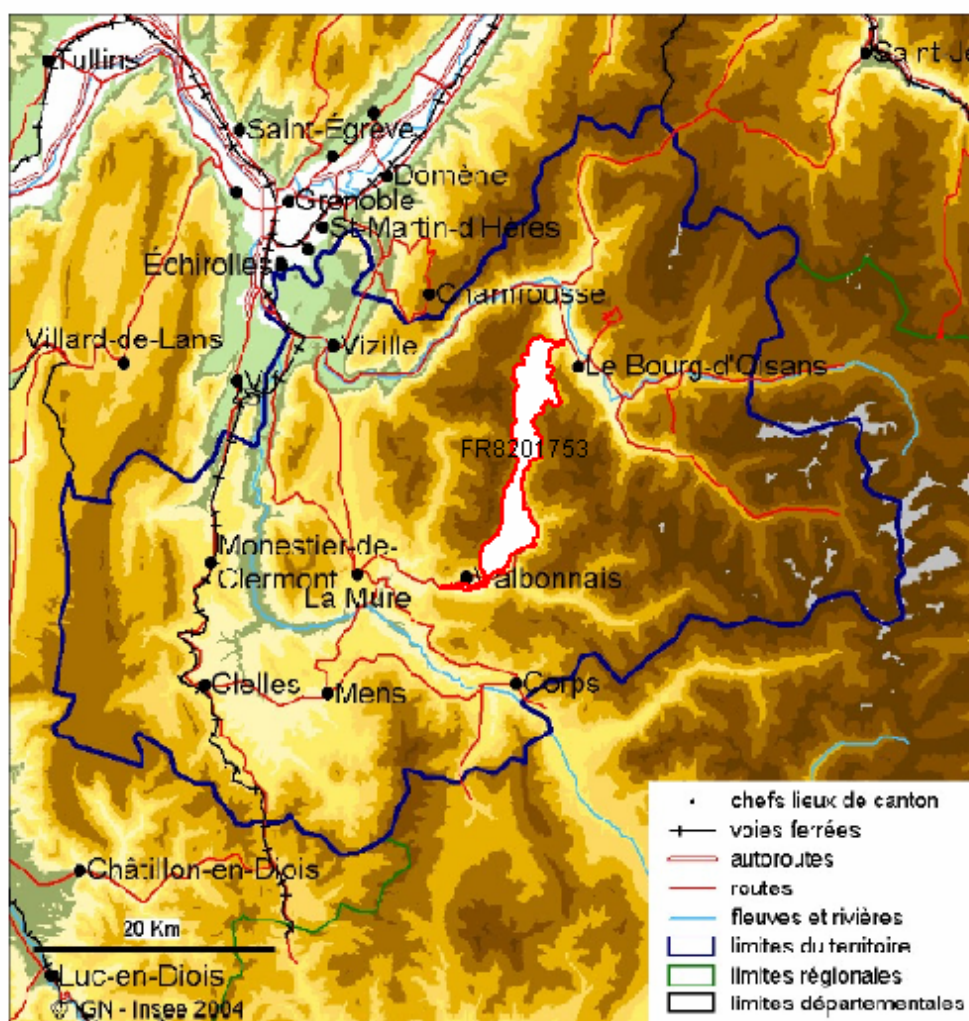 Tullins
Saint-Égrève
Domène
Grenoble
St-Martin-d'Hères
Échirolles
Chamrousse
Villard-de-Lans
Vizille
Le Bourg-d'Oisans
FR8201753
Monestier-de-
Clermont
La Mure
Valbonnais
Clelles
Mens
Corps
Châtillon-en-Diois
20 Km
Luc-en-Diois
© IGN - Insee 2004
chefs lieux de canton
voies ferrées
autoroutes
routes
fleuves et rivières
limites du territoire
limites régionales
limites départementales